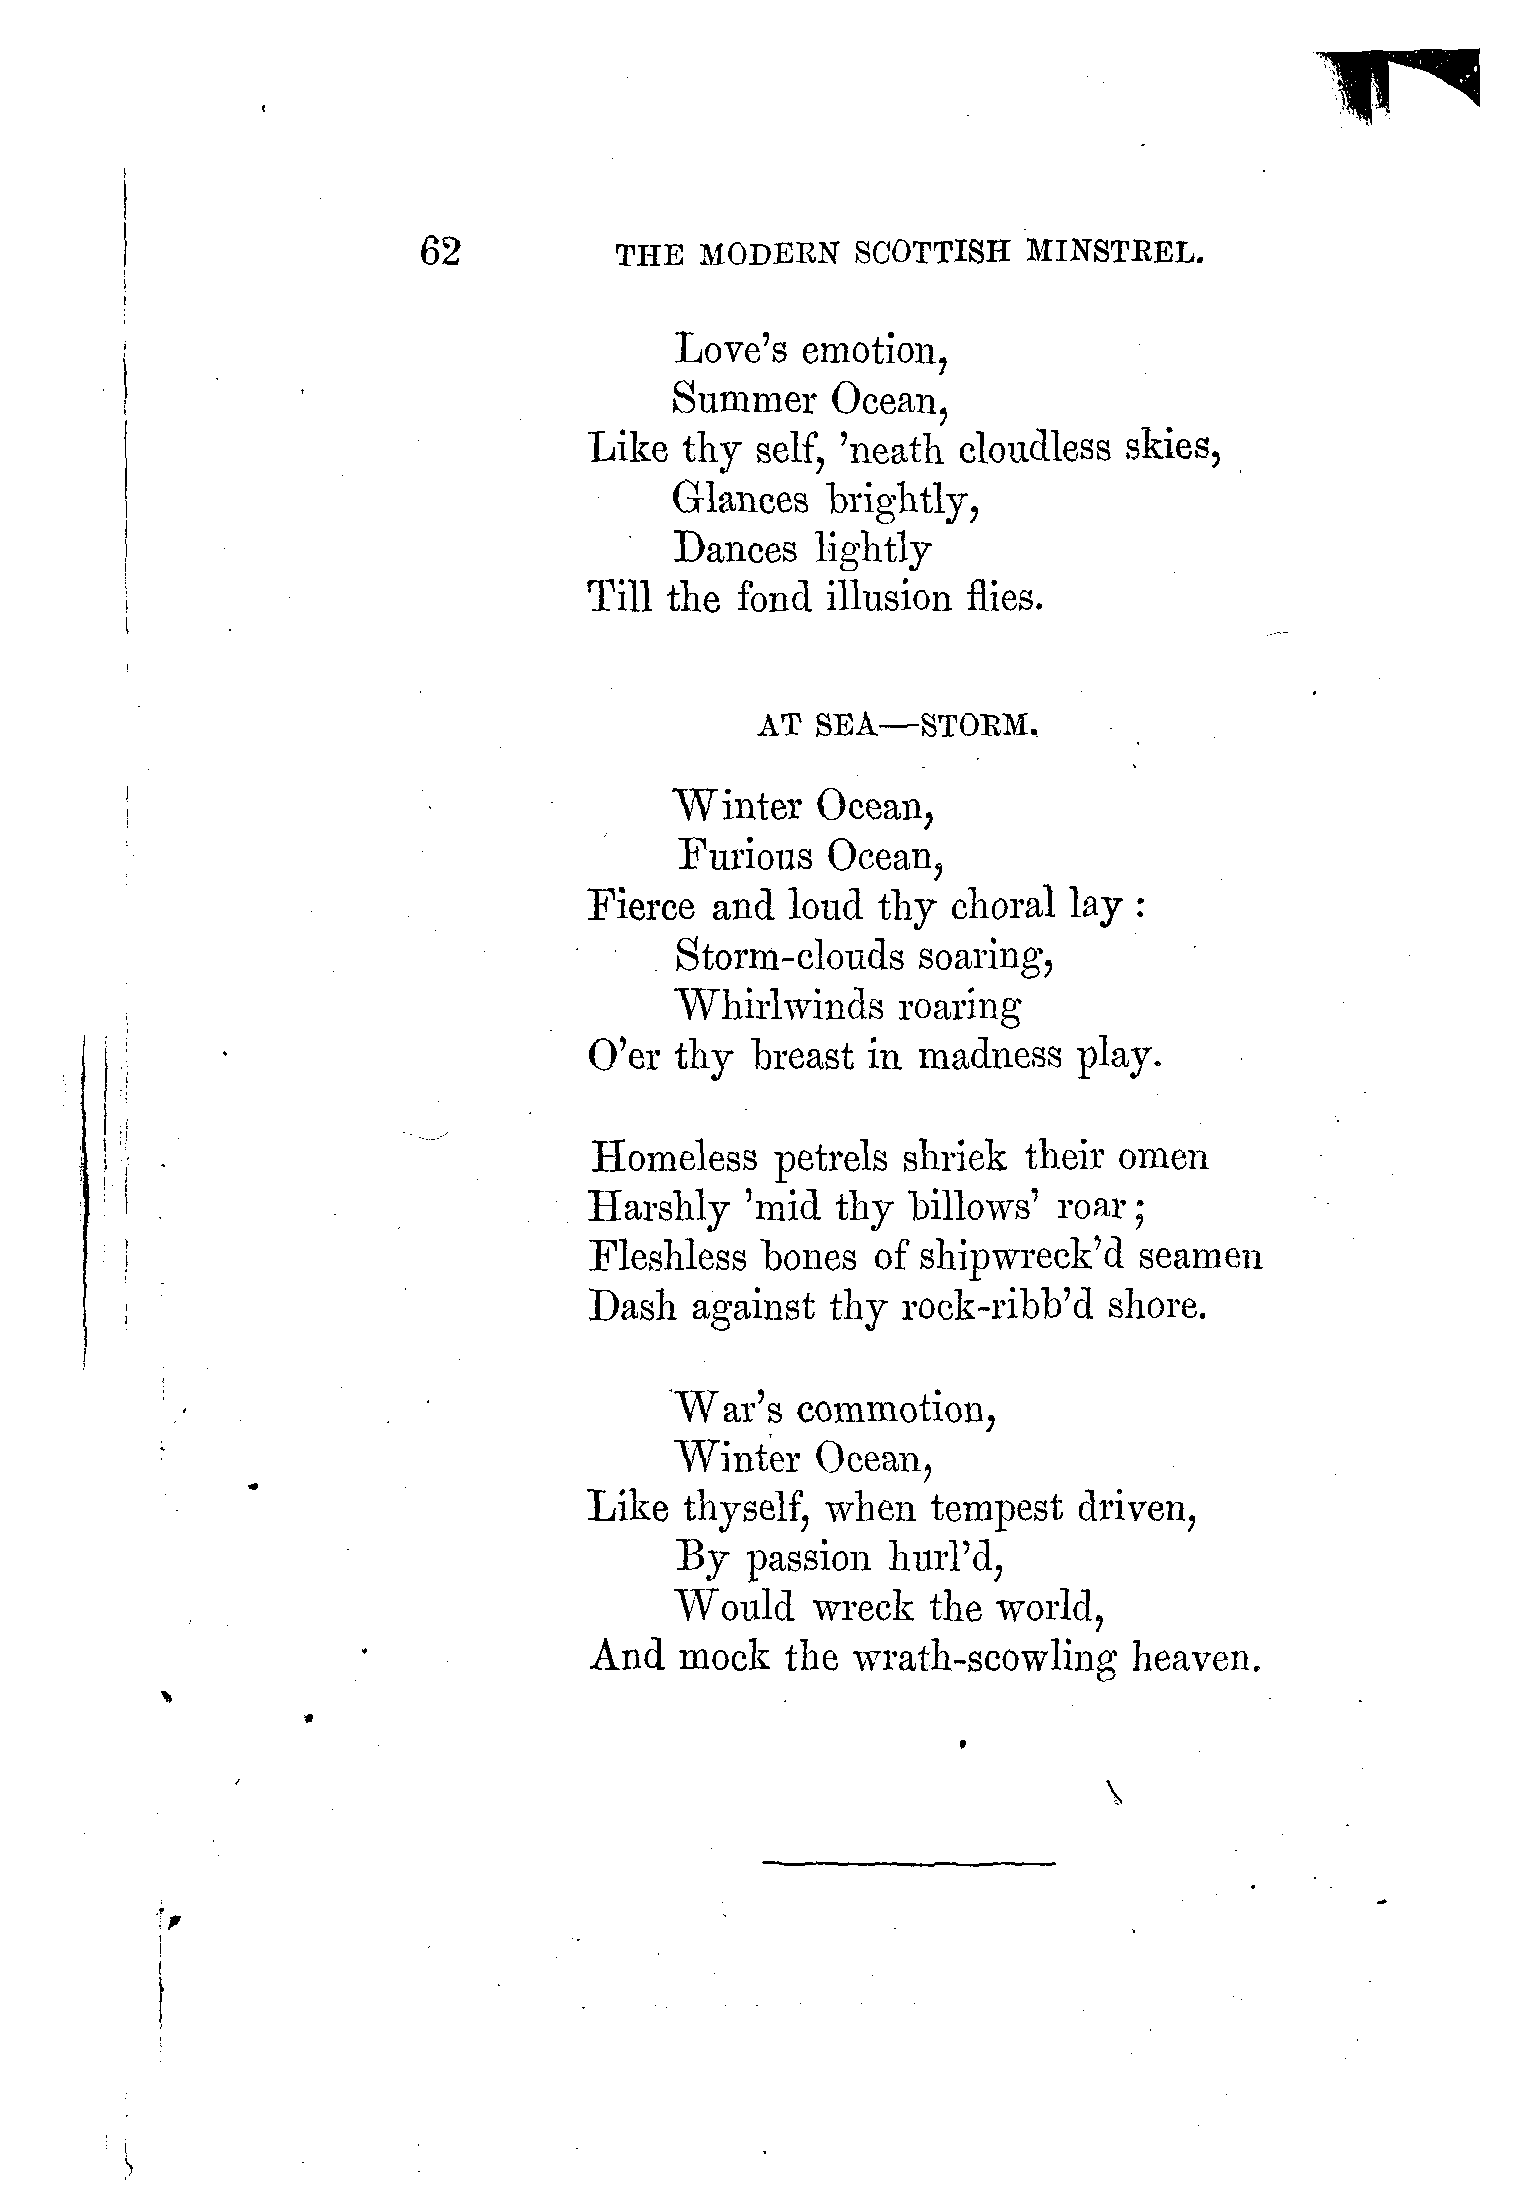 62 THE MODERN SCOTTISH MINSTREL.
Love's emotion,
Summer Ocean,
Like thy self, 'neath cloudless skies,
Glances brightly,
Dances lightly
Till the fond illusion flies.
AT SEA—STORM.
Winter Ocean,
Furious Ocean,
Fierce and loud thy choral lay :
Storm-clouds soaring,
Whirlwinds roaring
O'er thy breast in madness play.
Homeless petrels shriek their omen
Harshly 'mid thy billows' roar ;
Fleshless bones of shipwreck'd seamen
Dash against thy rock-ribb'd shore.
War's commotion,
Winter Ocean,
Like thyself, when tempest driven,
By passion hurl'd,
Would wreck the world,
And mock the wrath-scowling heaven.